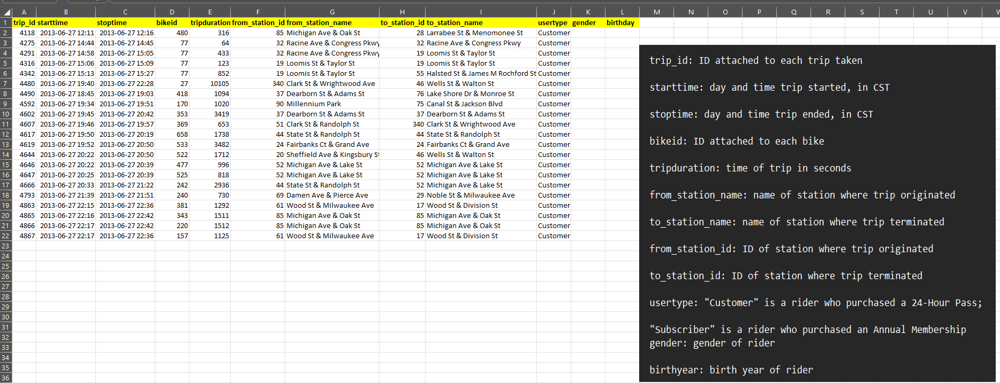 A B C D E F G H I J K L M N O P Q R S T U V
1 trip_id starttime stoptime bikeid tripduration from_station_id from_station_name to_station_id to_station_name usertype gender birthday
2 4118 2013-06-27 12:11 2013-06-27 12:16 480 316 85 Michigan Ave & Oak St 28 Larrabee St & Menomonee St Customer
3 4275 2013-06-27 14:44 2013-06-27 14:45 77 64 32 Racine Ave & Congress Pkwy 32 Racine Ave & Congress Pkwy Customer
4 4291 2013-06-27 14:58 2013-06-27 15:05 77 433 32 Racine Ave & Congress Pkwy 19 Loomis St & Taylor St Customer
5 4316 2013-06-27 15:06 2013-06-27 15:09 77 123 19 Loomis St & Taylor St 19 Loomis St & Taylor St Customer
6 4342 2013-06-27 15:13 2013-06-27 15:27 77 852 19 Loomis St & Taylor St 55 Halsted St & James M Rochford St Customer
7 4480 2013-06-27 19:40 2013-06-27 22:28 27 10105 340 Clark St & Wrightwood Ave 46 Wells St & Walton St Customer
8 4490 2013-06-27 18:45 2013-06-27 19:03 418 1094 37 Dearborn St & Adams St 76 Lake Shore Dr & Monroe St Customer
9 4592 2013-06-27 19:34 2013-06-27 19:51 170 1020 90 Millennium Park 75 Canal St & Jackson Blvd Customer
10 4602 2013-06-27 19:45 2013-06-27 20:42 353 3419 37 Dearborn St & Adams St 37 Dearborn St & Adams St Customer
11 4607 2013-06-27 19:46 2013-06-27 19:57 369 653 51 Clark St & Randolph St 340 Clark St & Wrightwood Ave Customer
12 4617 2013-06-27 19:50 2013-06-27 20:19 658 1738 44 State St & Randolph St 44 State St & Randolph St Customer
13 4619 2013-06-27 19:52 2013-06-27 20:50 533 3482 24 Fairbanks Ct & Grand Ave 24 Fairbanks Ct & Grand Ave Customer
14 4644 2013-06-27 20:22 2013-06-27 20:50 522 1712 20 Sheffield Ave & Kingsbury St 46 Wells St & Walton St Customer
15 4646 2013-06-27 20:22 2013-06-27 20:39 477 996 52 Michigan Ave & Lake St 52 Michigan Ave & Lake St Customer
16 4647 2013-06-27 20:25 2013-06-27 20:39 525 818 52 Michigan Ave & Lake St 52 Michigan Ave & Lake St Customer
17 4666 2013-06-27 20:33 2013-06-27 21:22 242 2936 44 State St & Randolph St 52 Michigan Ave & Lake St Customer
18 4793 2013-06-27 21:39 2013-06-27 21:51 240 730 69 Damen Ave & Pierce Ave 29 Noble St & Milwaukee Ave Customer
19 4863 2013-06-27 22:15 2013-06-27 22:36 381 1292 61 Wood St & Milwaukee Ave 17 Wood St & Division St Customer
20 4865 2013-06-27 22:16 2013-06-27 22:42 343 1511 85 Michigan Ave & Oak St 85 Michigan Ave & Oak St Customer
21 4866 2013-06-27 22:17 2013-06-27 22:42 220 1512 85 Michigan Ave & Oak St 85 Michigan Ave & Oak St Customer
22 4867 2013-06-27 22:17 2013-06-27 22:36 157 1125 61 Wood St & Milwaukee Ave 17 Wood St & Division St Customer
23
24
25
26
27
28
29
30
31
32
33
34
35
36
trip_id: ID attached to each trip taken
starttime: day and time trip started, in CST
stoptime: day and time trip ended, in CST
bikeid: ID attached to each bike
tripduration: time of trip in seconds
from_station_name: name of station where trip originated
to_station_name: name of station where trip terminated
from_station_id: ID of station where trip originated
to_station_id: ID of station where trip terminated
usertype: "Customer" is a rider who purchased a 24-Hour Pass;
"Subscriber" is a rider who purchased an Annual Membership
gender: gender of rider
birthyear: birth year of rider